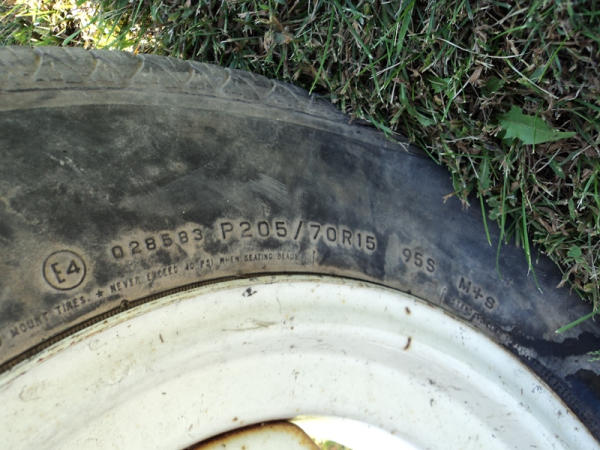 E4 028583 P205/70R15 95S M+S
MOUNT TIRES. ★ NEVER EXCEED 40 PSI WHEN SEATING BEADS